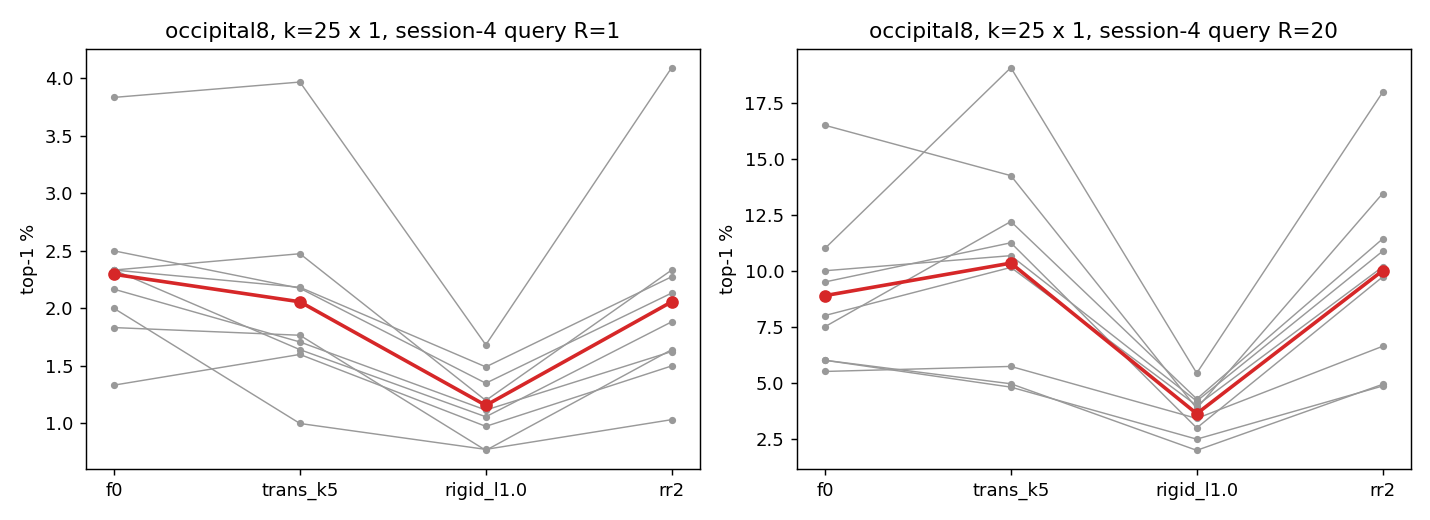 occipital8, k=25 x 1, session-4 query R=1
top-1 %
4.0
3.5
3.0
2.5
2.0
1.5
1.0
f0
trans_k5
rigid_l1.0
rr2
occipital8, k=25 x 1, session-4 query R=20
top-1 %
17.5
15.0
12.5
10.0
7.5
5.0
2.5
f0
trans_k5
rigid_l1.0
rr2